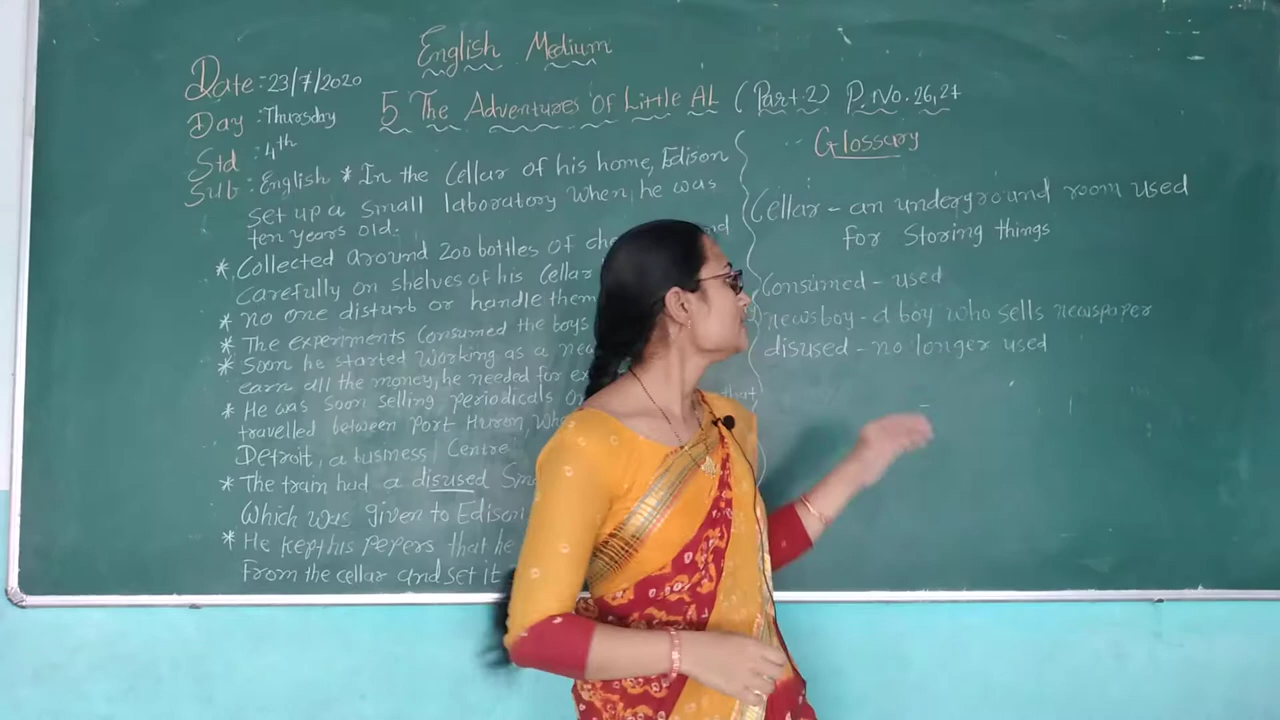 English Medium
Date:-23/7/2020
5 The Adventures Of Little AL (Part-2) P.No.26,27
Day :Thursday
Std :4th
Sub:English
* In the Cellar of his home, Edison
set up a small laboratory when, he was
ten years old.
* Collected around 200 bottles of
carefully on shelves of his Cellar
* no one disturb or handle them
* The experiments Consumed the boys
* Soon he started working as a
earn all the money, he needed for
* He was soon selling periodicals that
travelled between port Huron,
Detroit, a business Centre
* The train had a disused
Which was given to Edison
* He kept his pepers that he
From the cellar and set it
Glossary
Cellar - an underground room used
for storing things
Consumed - used
newsboy - a boy who sells newspaper
disused - no longer used